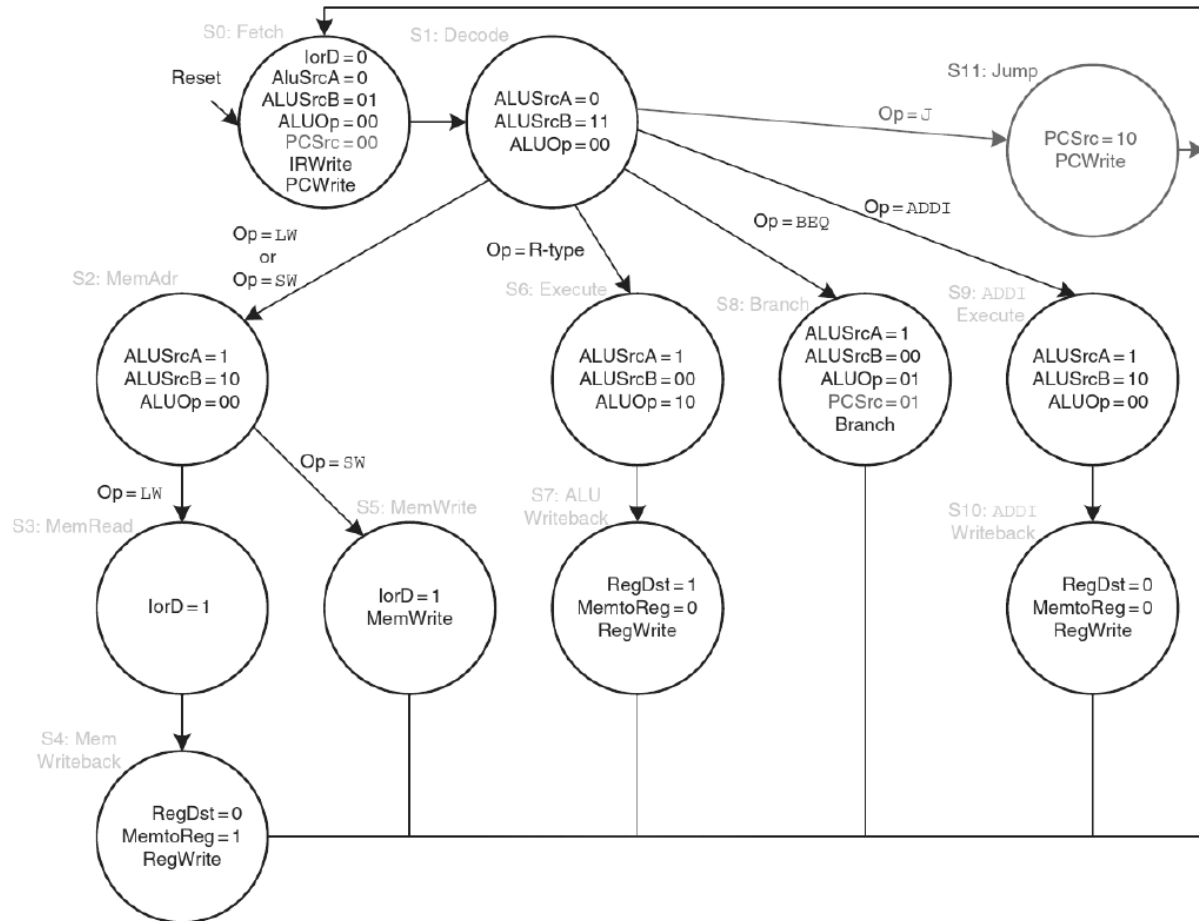 S0: Fetch
Reset
IorD = 0
AluSrcA = 0
ALUSrcB = 01
ALUOp = 00
PCSrc = 00
IRWrite
PCWrite
S1: Decode
ALUSrcA = 0
ALUSrcB = 11
ALUOp = 00
S11: Jump
Op = J
PCSrc = 10
PCWrite
Op = LW
or
Op = SW
Op = R-type
Op = BEQ
Op = ADDI
S2: MemAdr
ALUSrcA = 1
ALUSrcB = 10
ALUOp = 00
S6: Execute
ALUSrcA = 1
ALUSrcB = 00
ALUOp = 10
S8: Branch
ALUSrcA = 1
ALUSrcB = 00
ALUOp = 01
PCSrc = 01
Branch
S9: ADDI
Execute
ALUSrcA = 1
ALUSrcB = 10
ALUOp = 00
Op = LW
Op = SW
S3: MemRead
IorD = 1
S5: MemWrite
IorD = 1
MemWrite
S7: ALU
Writeback
RegDst = 1
MemtoReg = 0
RegWrite
S10: ADDI
Writeback
RegDst = 0
MemtoReg = 0
RegWrite
S4: Mem
Writeback
RegDst = 0
MemtoReg = 1
RegWrite